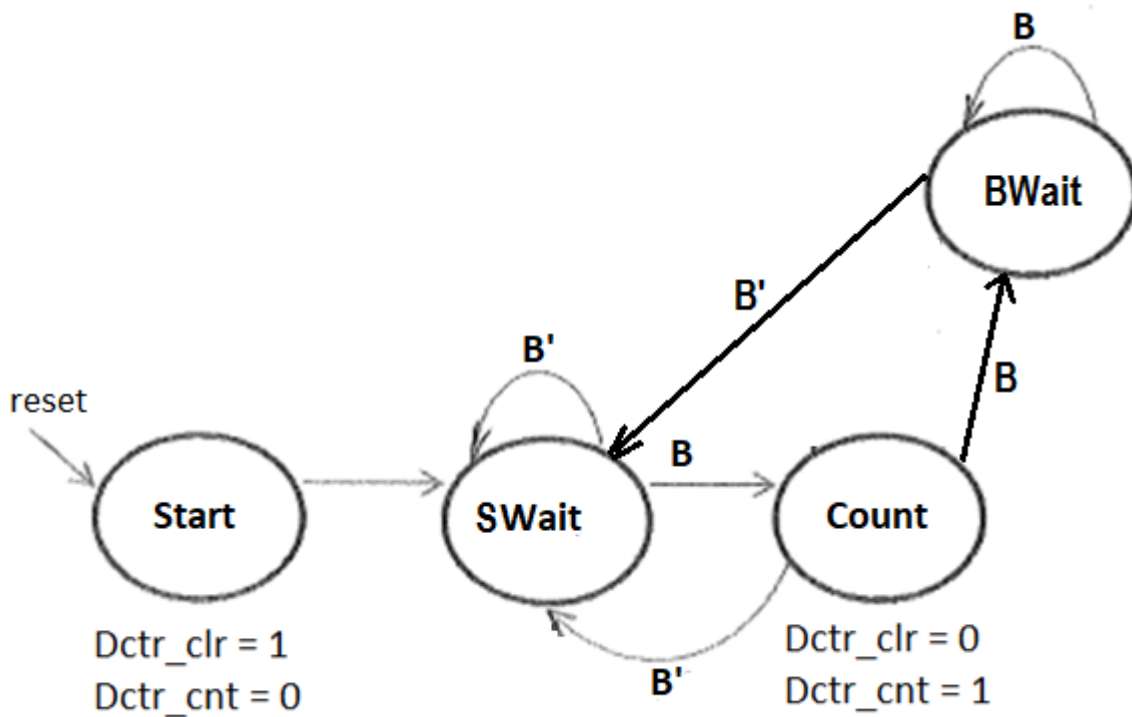 B
BWait
B'
B'
B
reset
B
Start
SWait
Count
Dctr_clr = 1
Dctr_cnt = 0
B'
Dctr_clr = 0
Dctr_cnt = 1